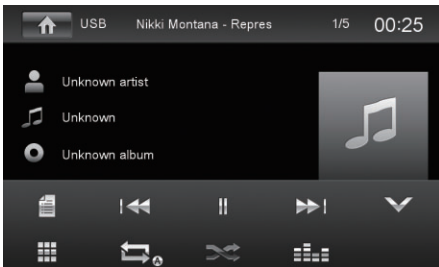 USB Nikki Montana - Repres 1/5 00:25
Unknown artist
Unknown
Unknown album